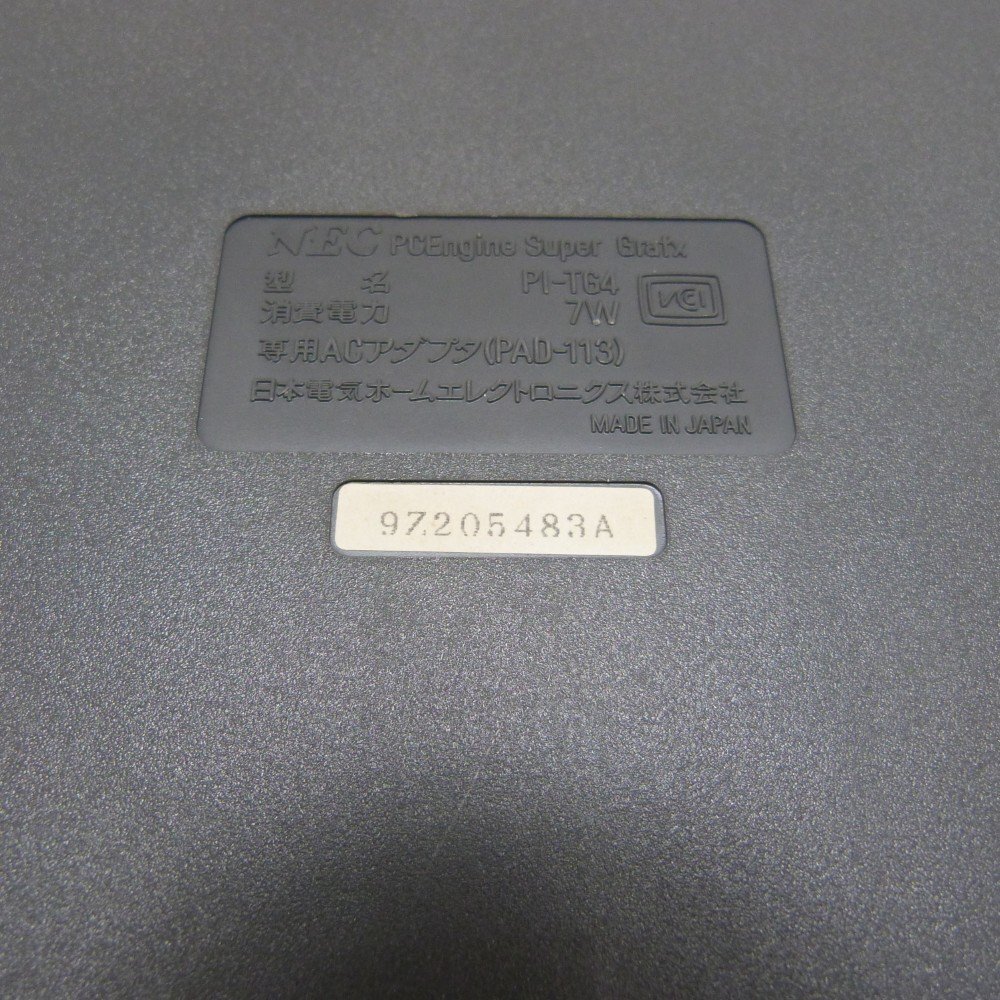 NEC PCEngine Super Grafx
型名 PI-TG4
消費電力 7W
VCI
専用ACアダプタ(PAD-113)
日本電気ホームエレクトロニクス株式会社
MADE IN JAPAN
9Z205483A